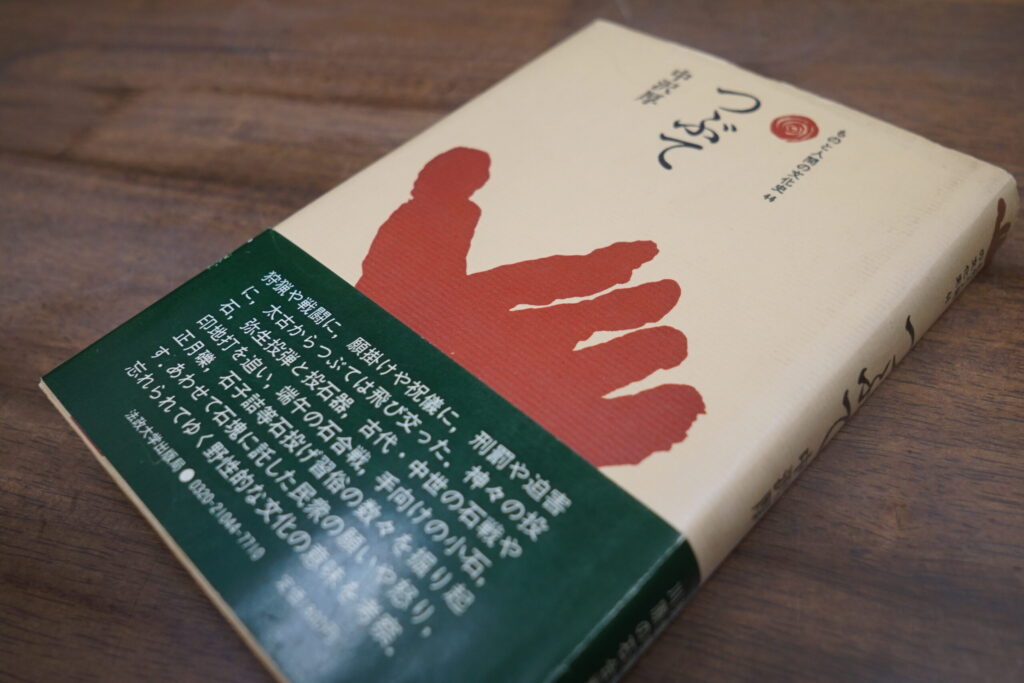 ものと人間の文化史 44
つぶて
中沢厚
狩猟や戦闘に，願掛けや祝儀に，刑罰や迫害
に，太古からつぶては飛び交った．神々の投
石，弥生投弾と投石器，古代・中世の石戦や
印地打を追い，端午の石合戦，手向けの小石，
正月礫，石子詰等石投げ習俗の数々を掘り起
す．あわせて石塊に託した民衆の願いや怒り，
忘れられてゆく野性的な文化の意味を考察．
法政大学出版局●0320-21044-7710
つぶて